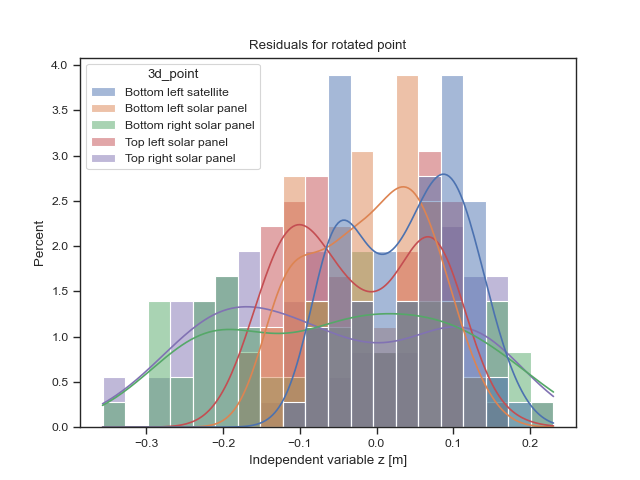 Residuals for rotated point
3d_point
Bottom left satellite
Bottom left solar panel
Bottom right solar panel
Top left solar panel
Top right solar panel
Percent
4.0
3.5
3.0
2.5
2.0
1.5
1.0
0.5
0.0
−0.3 −0.2 −0.1 0.0 0.1 0.2
Independent variable z [m]